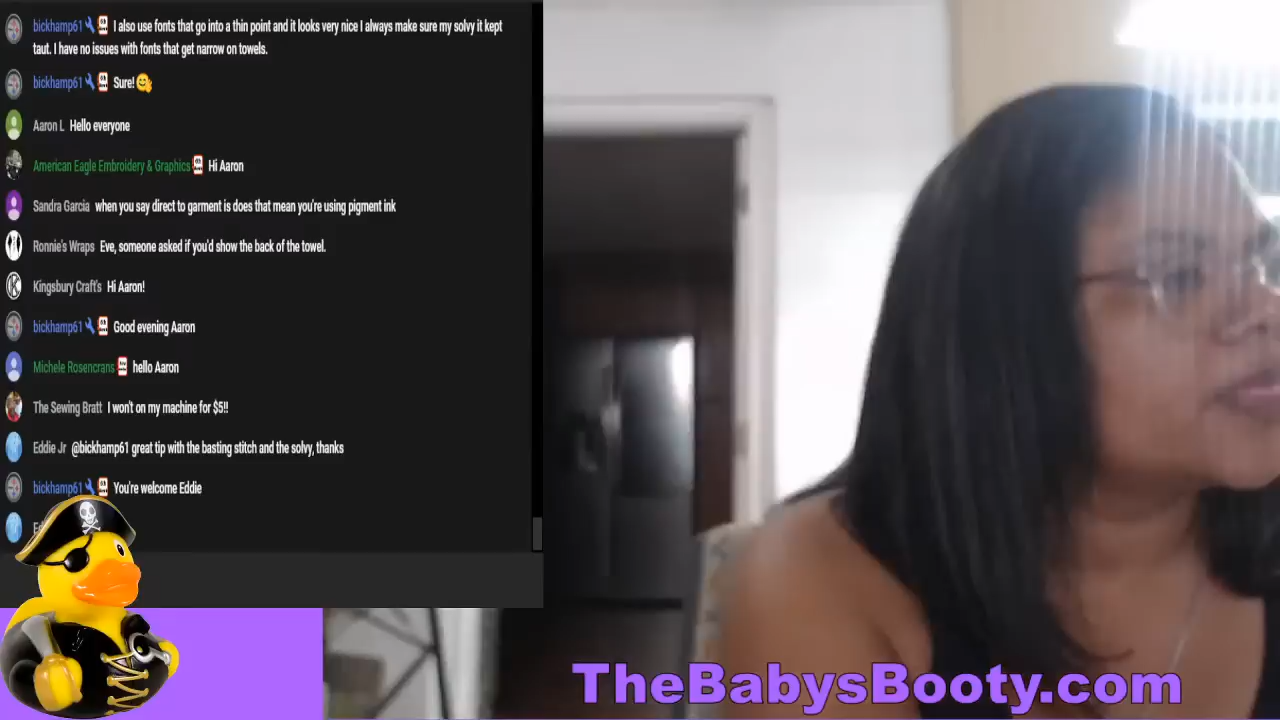 bickhamp61 I also use fonts that go into a thin point and it looks very nice I always make sure my solvy it kept
taut. I have no issues with fonts that get narrow on towels.
bickhamp61 Sure!
Aaron L Hello everyone
American Eagle Embroidery & Graphics Hi Aaron
Sandra Garcia when you say direct to garment is does that mean you're using pigment ink
Ronnie's Wraps Eve, someone asked if you'd show the back of the towel.
Kingsbury Craft's Hi Aaron!
bickhamp61 Good evening Aaron
Michele Rosencrans hello Aaron
The Sewing Bratt I won't on my machine for $5!!
Eddie Jr @bickhamp61 great tip with the basting stitch and the solvy, thanks
bickhamp61 You're welcome Eddie
TheBabysBooty.com